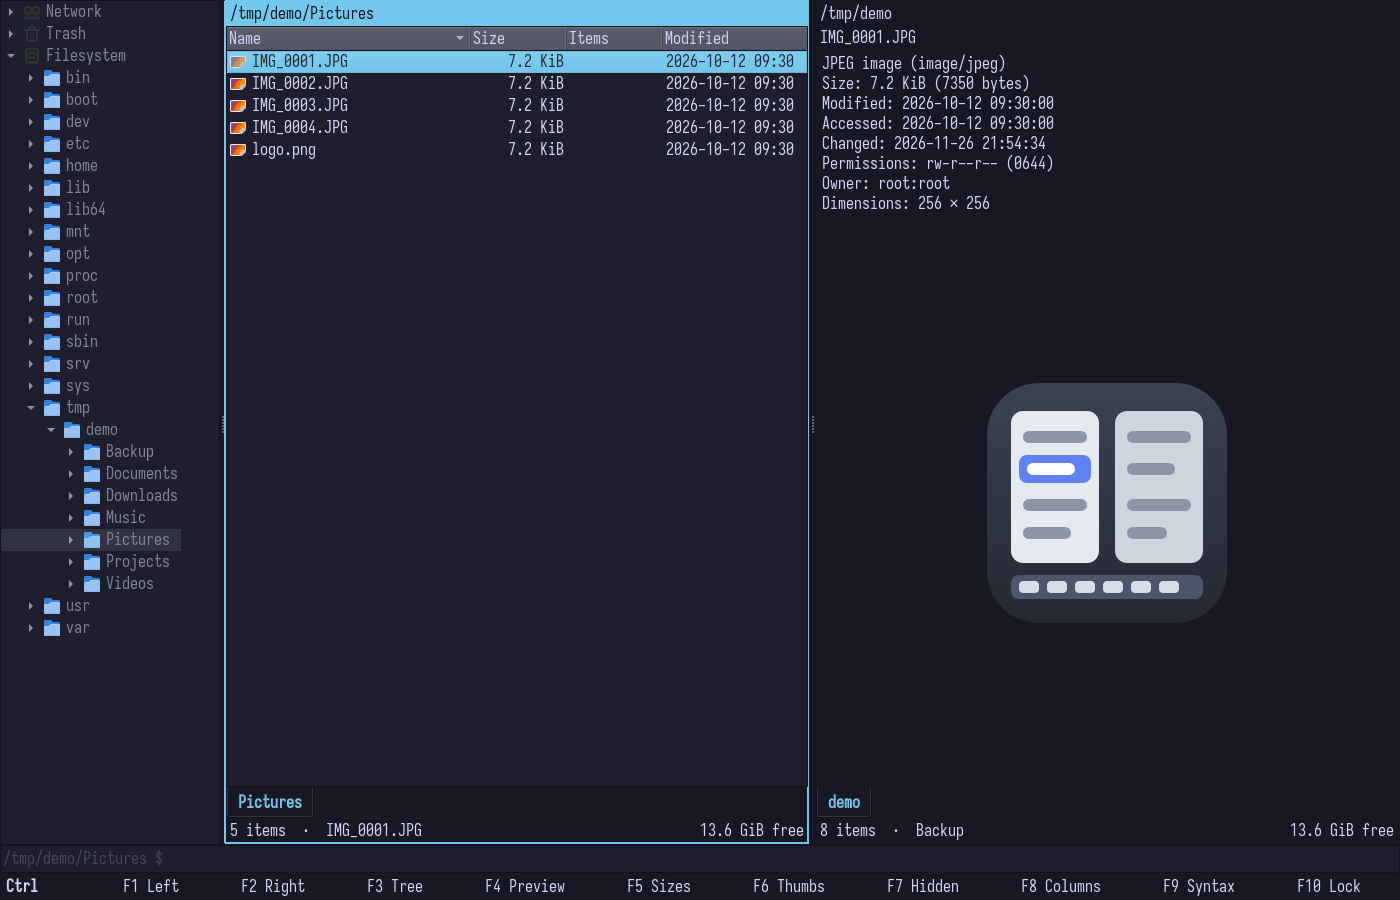 Network
Trash
Filesystem
bin
boot
dev
etc
home
lib
lib64
mnt
opt
proc
root
run
sbin
srv
sys
tmp
demo
Backup
Documents
Downloads
Music
Pictures
Projects
Videos
usr
var
/tmp/demo/Pictures
Name Size Items Modified
IMG_0001.JPG 7.2 KiB 2026-10-12 09:30
IMG_0002.JPG 7.2 KiB 2026-10-12 09:30
IMG_0003.JPG 7.2 KiB 2026-10-12 09:30
IMG_0004.JPG 7.2 KiB 2026-10-12 09:30
logo.png 7.2 KiB 2026-10-12 09:30
Pictures
5 items · IMG_0001.JPG 13.6 GiB free
/tmp/demo
IMG_0001.JPG
JPEG image (image/jpeg)
Size: 7.2 KiB (7350 bytes)
Modified: 2026-10-12 09:30:00
Accessed: 2026-10-12 09:30:00
Changed: 2026-11-26 21:54:34
Permissions: rw-r--r-- (0644)
Owner: root:root
Dimensions: 256 × 256
demo
8 items · Backup 13.6 GiB free
/tmp/demo/Pictures $
Ctrl F1 Left F2 Right F3 Tree F4 Preview F5 Sizes F6 Thumbs F7 Hidden F8 Columns F9 Syntax F10 Lock